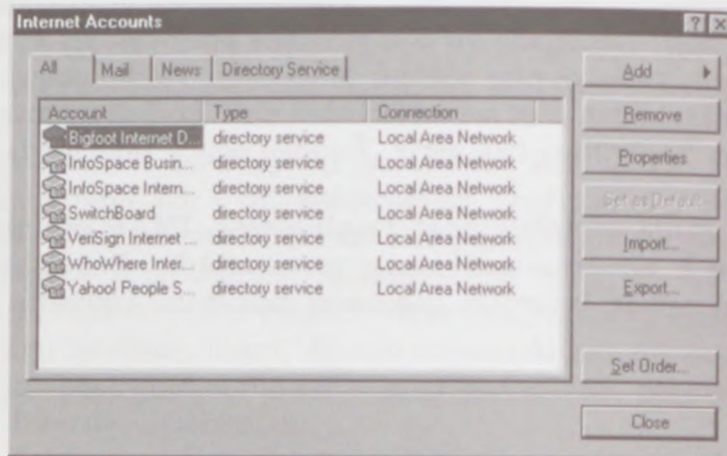 Internet Accounts
All Mail News Directory Service
Account Type Connection
Bigfoot Internet D... directory service Local Area Network
InfoSpace Busin... directory service Local Area Network
InfoSpace Intern... directory service Local Area Network
SwitchBoard directory service Local Area Network
VeriSign Internet ... directory service Local Area Network
WhoWhere Inter... directory service Local Area Network
Yahoo! People S... directory service Local Area Network
Add
Remove
Properties
Set as Default
Import...
Export...
Set Order...
Close